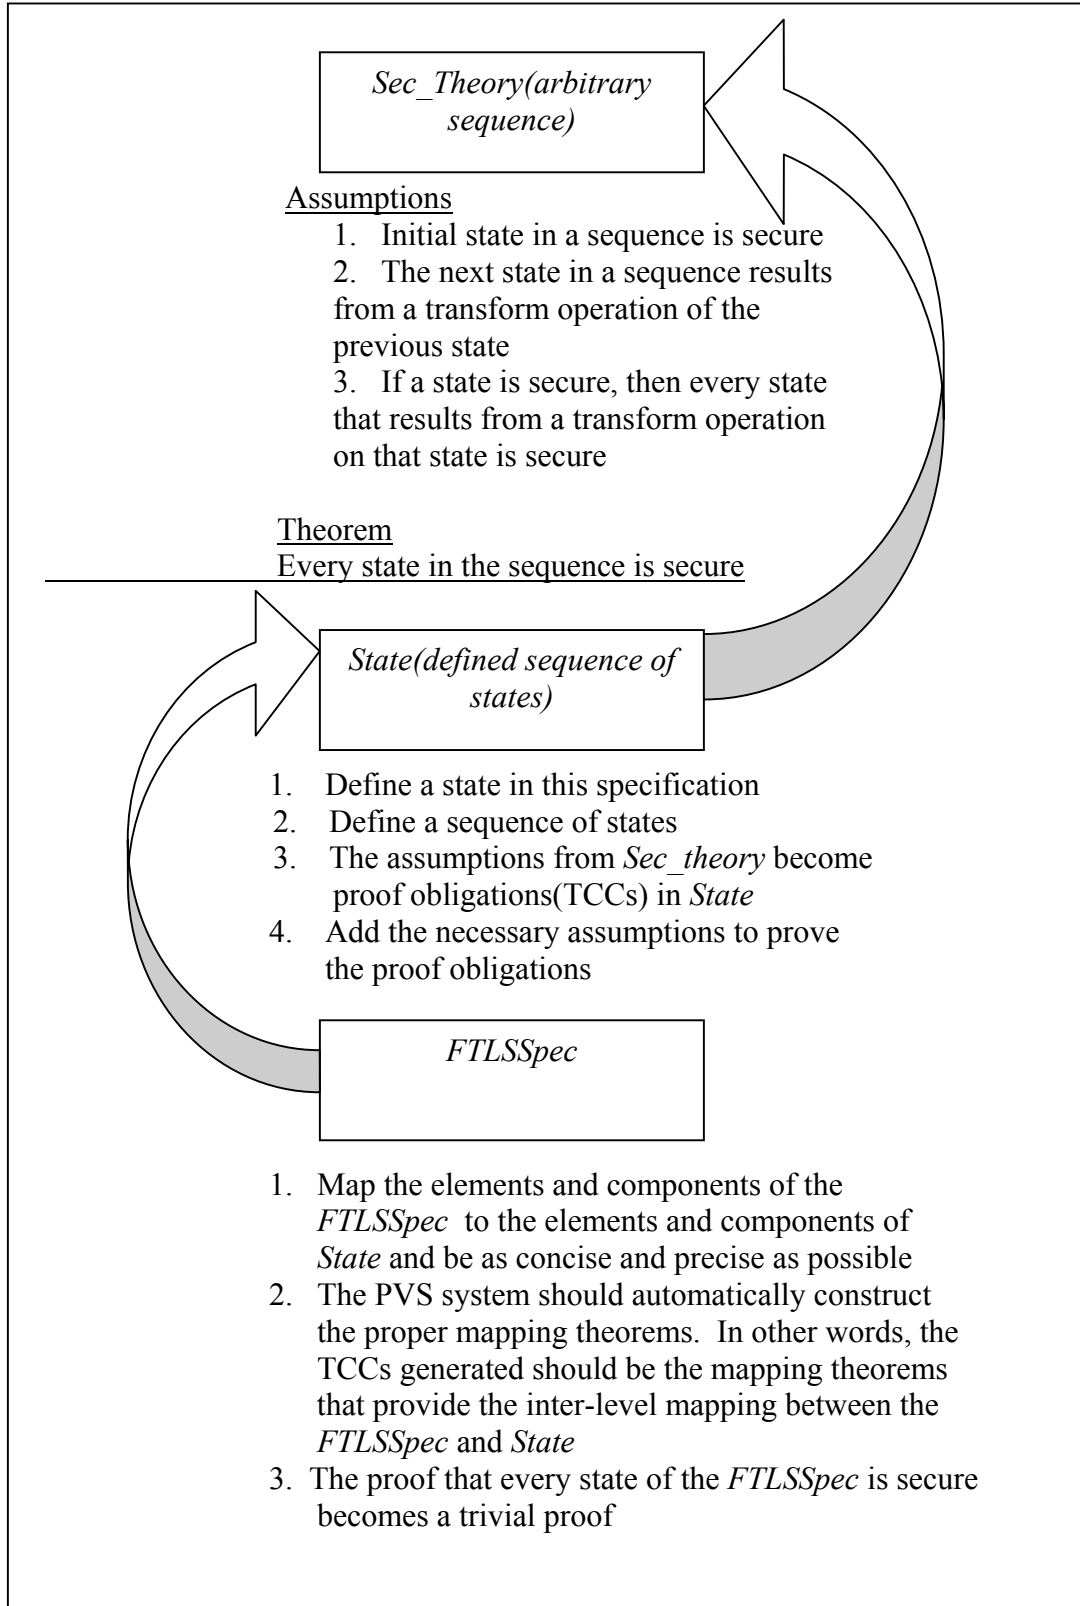 Sec_Theory(arbitrary
sequence)
Assumptions
1. Initial state in a sequence is secure
2. The next state in a sequence results
from a transform operation of the
previous state
3. If a state is secure, then every state
that results from a transform operation
on that state is secure
Theorem
Every state in the sequence is secure
State(defined sequence of
states)
1. Define a state in this specification
2. Define a sequence of states
3. The assumptions from Sec_theory become
proof obligations(TCCs) in State
4. Add the necessary assumptions to prove
the proof obligations
FTLSSpec
1. Map the elements and components of the
FTLSSpec to the elements and components of
State and be as concise and precise as possible
2. The PVS system should automatically construct
the proper mapping theorems. In other words, the
TCCs generated should be the mapping theorems
that provide the inter-level mapping between the
FTLSSpec and State
3. The proof that every state of the FTLSSpec is secure
becomes a trivial proof